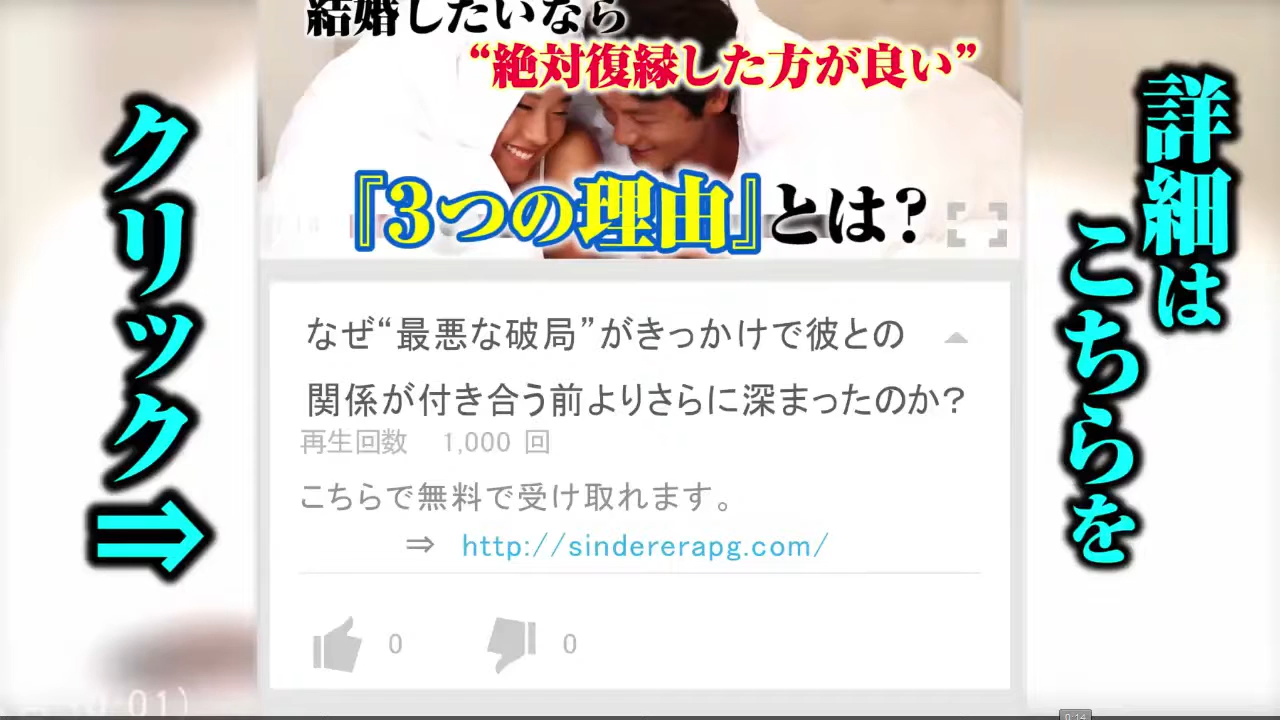 結婚したいなら
“絶対復縁した方が良い”
『3つの理由』とは?
詳細は
こちらを
クリック⇒
なぜ“最悪な破局”がきっかけで彼との
関係が付き合う前よりさらに深まったのか?
再生回数 1,000 回
こちらで無料で受け取れます。
⇒ http://sindererapg.com/
0 0
0:14